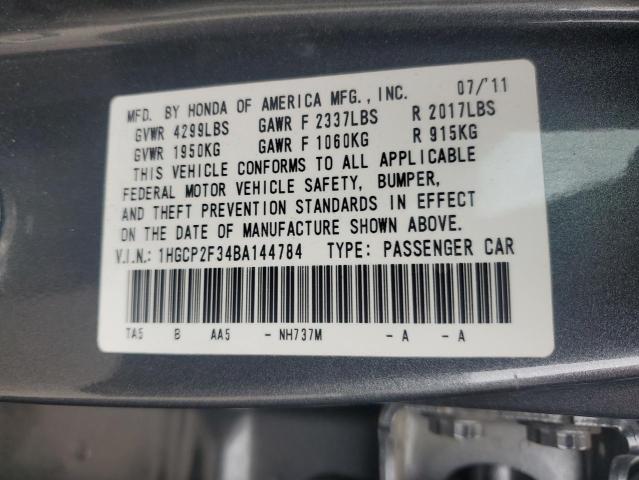 MFD. BY HONDA OF AMERICA MFG., INC. 07/'11
GVWR 4299LBS GAWR F 2337LBS R 2017LBS
GVWR 1950KG GAWR F 1060KG R 915KG
THIS VEHICLE CONFORMS TO ALL APPLICABLE
FEDERAL MOTOR VEHICLE SAFETY, BUMPER,
AND THEFT PREVENTION STANDARDS IN EFFECT
ON THE DATE OF MANUFACTURE SHOWN ABOVE.
V.I.N.: 1HGCP2F34BA144784 TYPE: PASSENGER CAR
TA5 B AA5 - NH737M - A - A